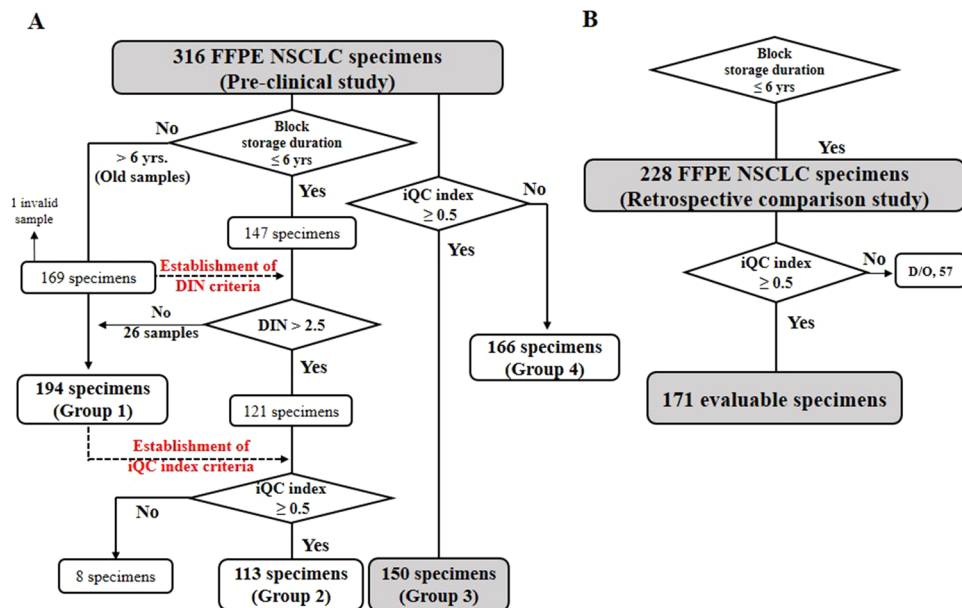 A
316 FFPE NSCLC specimens
(Pre-clinical study)
No
Block
storage duration
≤ 6 yrs
> 6 yrs.
(Old samples)
Yes
1 invalid
sample
147 specimens
169 specimens
Establishment of
DIN criteria
No
26 samples
DIN > 2.5
Yes
194 specimens
(Group 1)
121 specimens
Establishment of
iQC index criteria
iQC index
≥ 0.5
No
Yes
8 specimens
113 specimens
(Group 2)
iQC index
≥ 0.5
No
Yes
166 specimens
(Group 4)
150 specimens
(Group 3)
B
Block
storage duration
≤ 6 yrs
Yes
228 FFPE NSCLC specimens
(Retrospective comparison study)
iQC index
≥ 0.5
No
D/O, 57
Yes
171 evaluable specimens